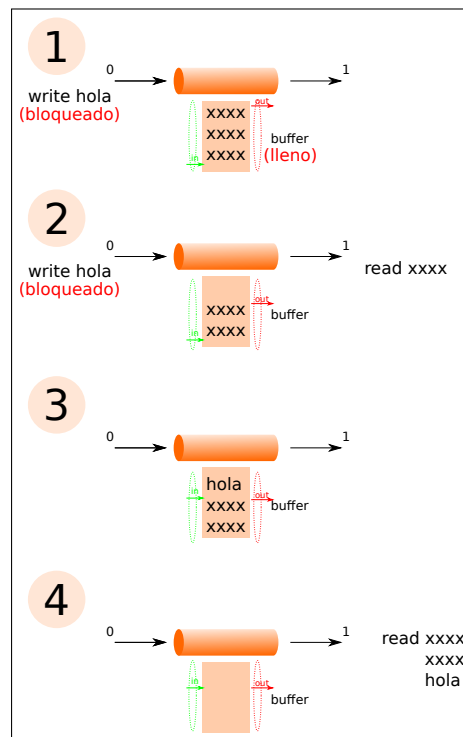 1
0
1
write hola
(bloqueado)
out
xxxx
xxxx
xxxx
in
buffer
(lleno)
2
0
1
write hola
(bloqueado)
read xxxx
in
out
xxxx
xxxx
buffer
3
0
1
in
out
hola
xxxx
xxxx
buffer
4
0
1
read xxxx
xxxx
hola
in
out
buffer